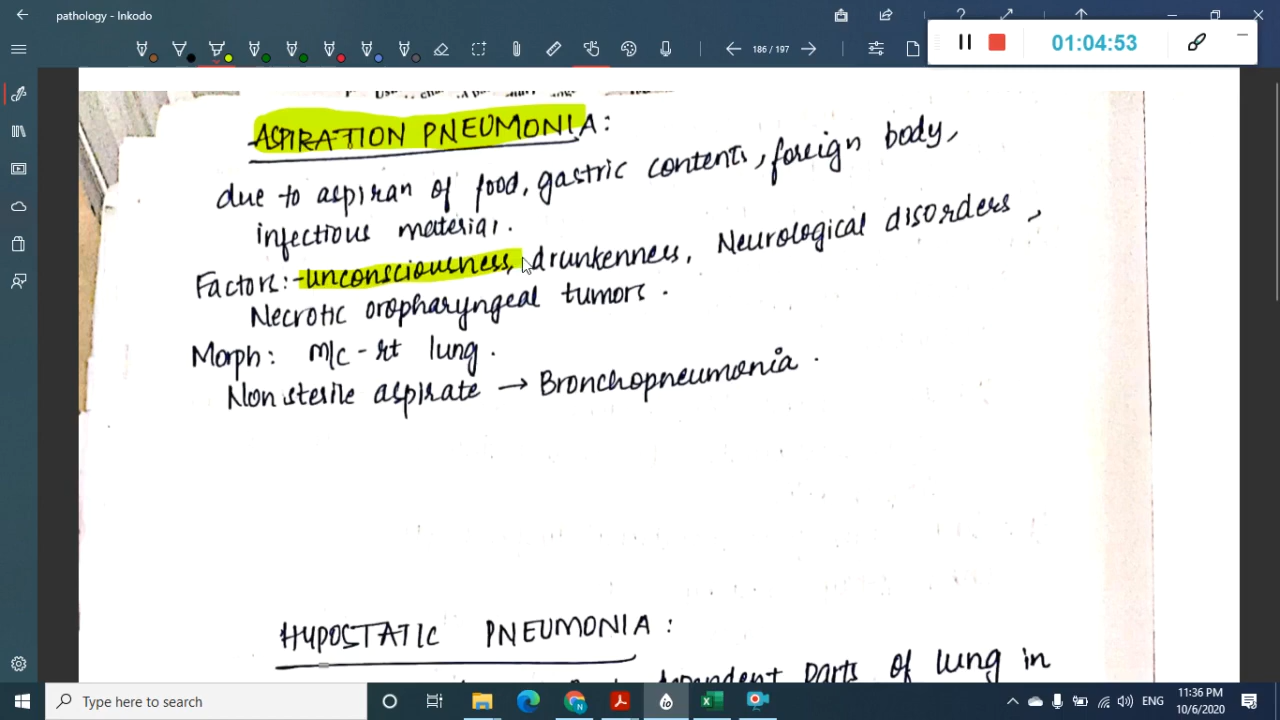 pathology - Inkodo
186 / 197
01:04:53
ASPIRATION PNEUMONIA:
due to aspiran of food, gastric contents, foreign body,
infectious material.
Factors:- unconsciousness, drunkenness, Neurological disorders,
Necrotic oropharyngeal tumors.
Morph: m/c - rt lung.
Non sterile aspirate → Bronchopneumonia.
HYPOSTATIC PNEUMONIA:
dependent parts of lung in
Type here to search
ENG
11:36 PM
10/6/2020